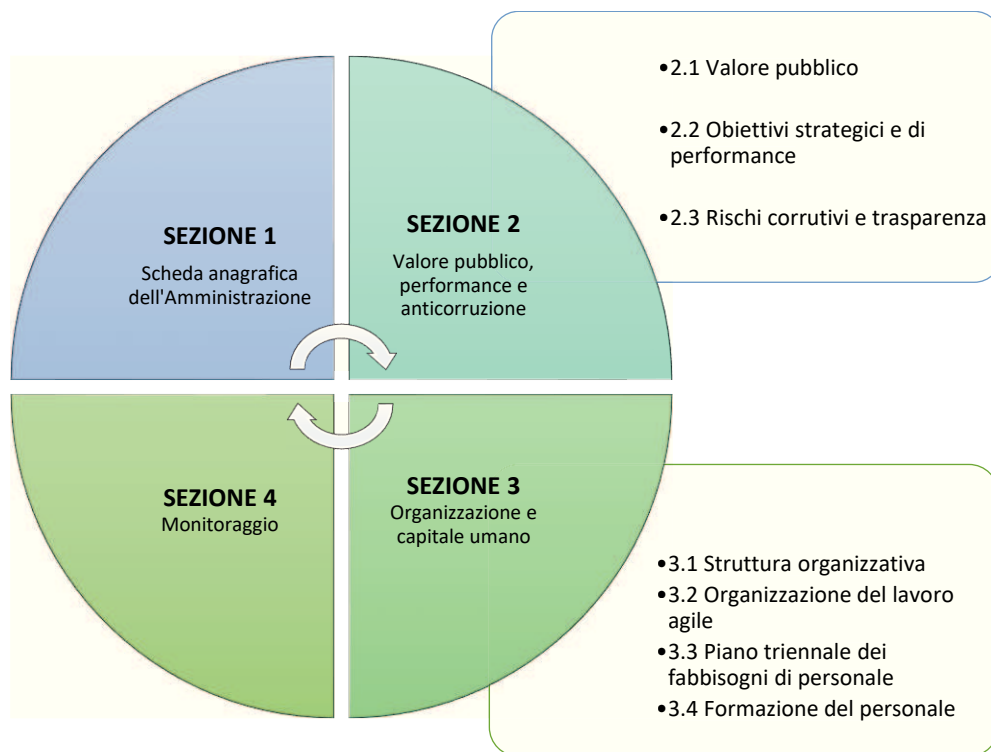 SEZIONE 1
Scheda anagrafica
dell'Amministrazione
SEZIONE 2
Valore pubblico,
performance e
anticorruzione
•2.1 Valore pubblico
•2.2 Obiettivi strategici e di
performance
•2.3 Rischi corrutivi e trasparenza
SEZIONE 4
Monitoraggio
SEZIONE 3
Organizzazione e
capitale umano
•3.1 Struttura organizzativa
•3.2 Organizzazione del lavoro
agile
•3.3 Piano triennale dei
fabbisogni di personale
•3.4 Formazione del personale